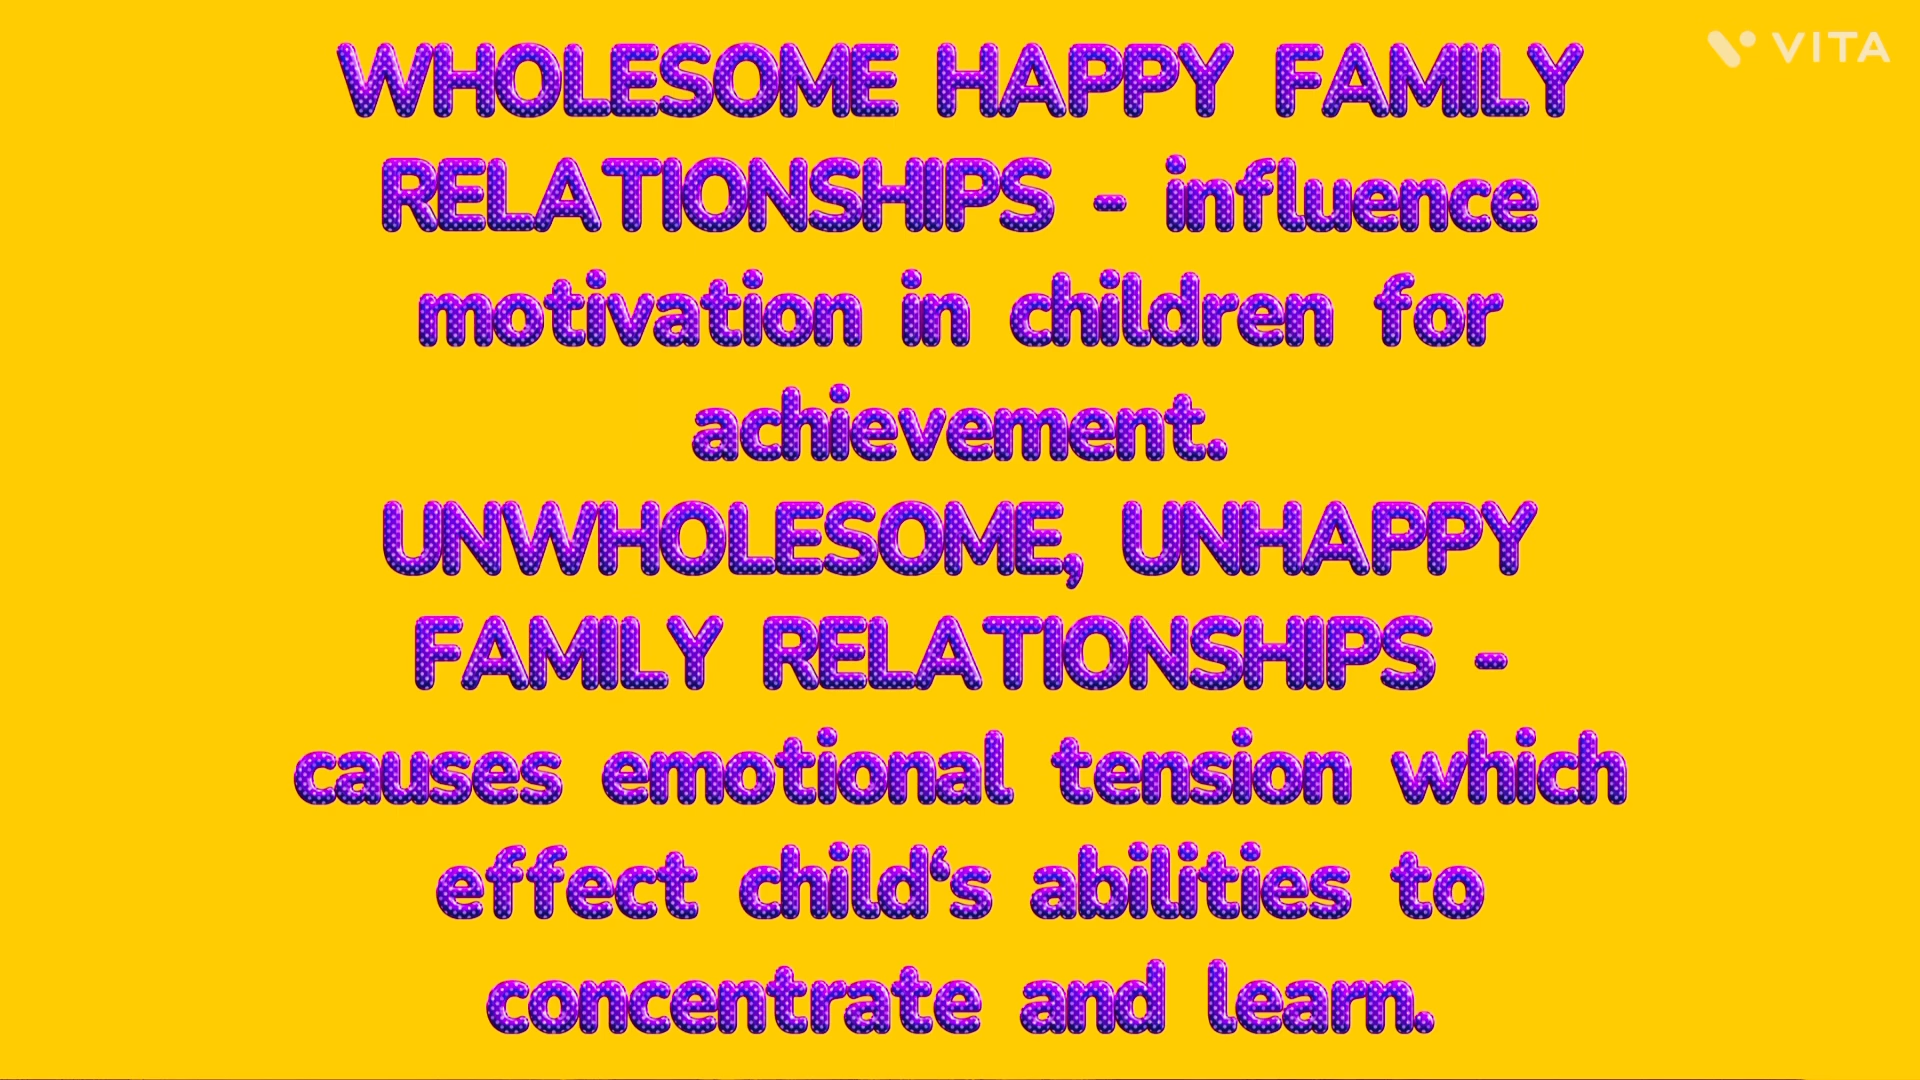 VITA
WHOLESOME HAPPY FAMILY
RELATIONSHIPS - influence
motivation in children for
achievement.
UNWHOLESOME, UNHAPPY
FAMILY RELATIONSHIPS -
causes emotional tension which
effect child‘s abilities to
concentrate and learn.